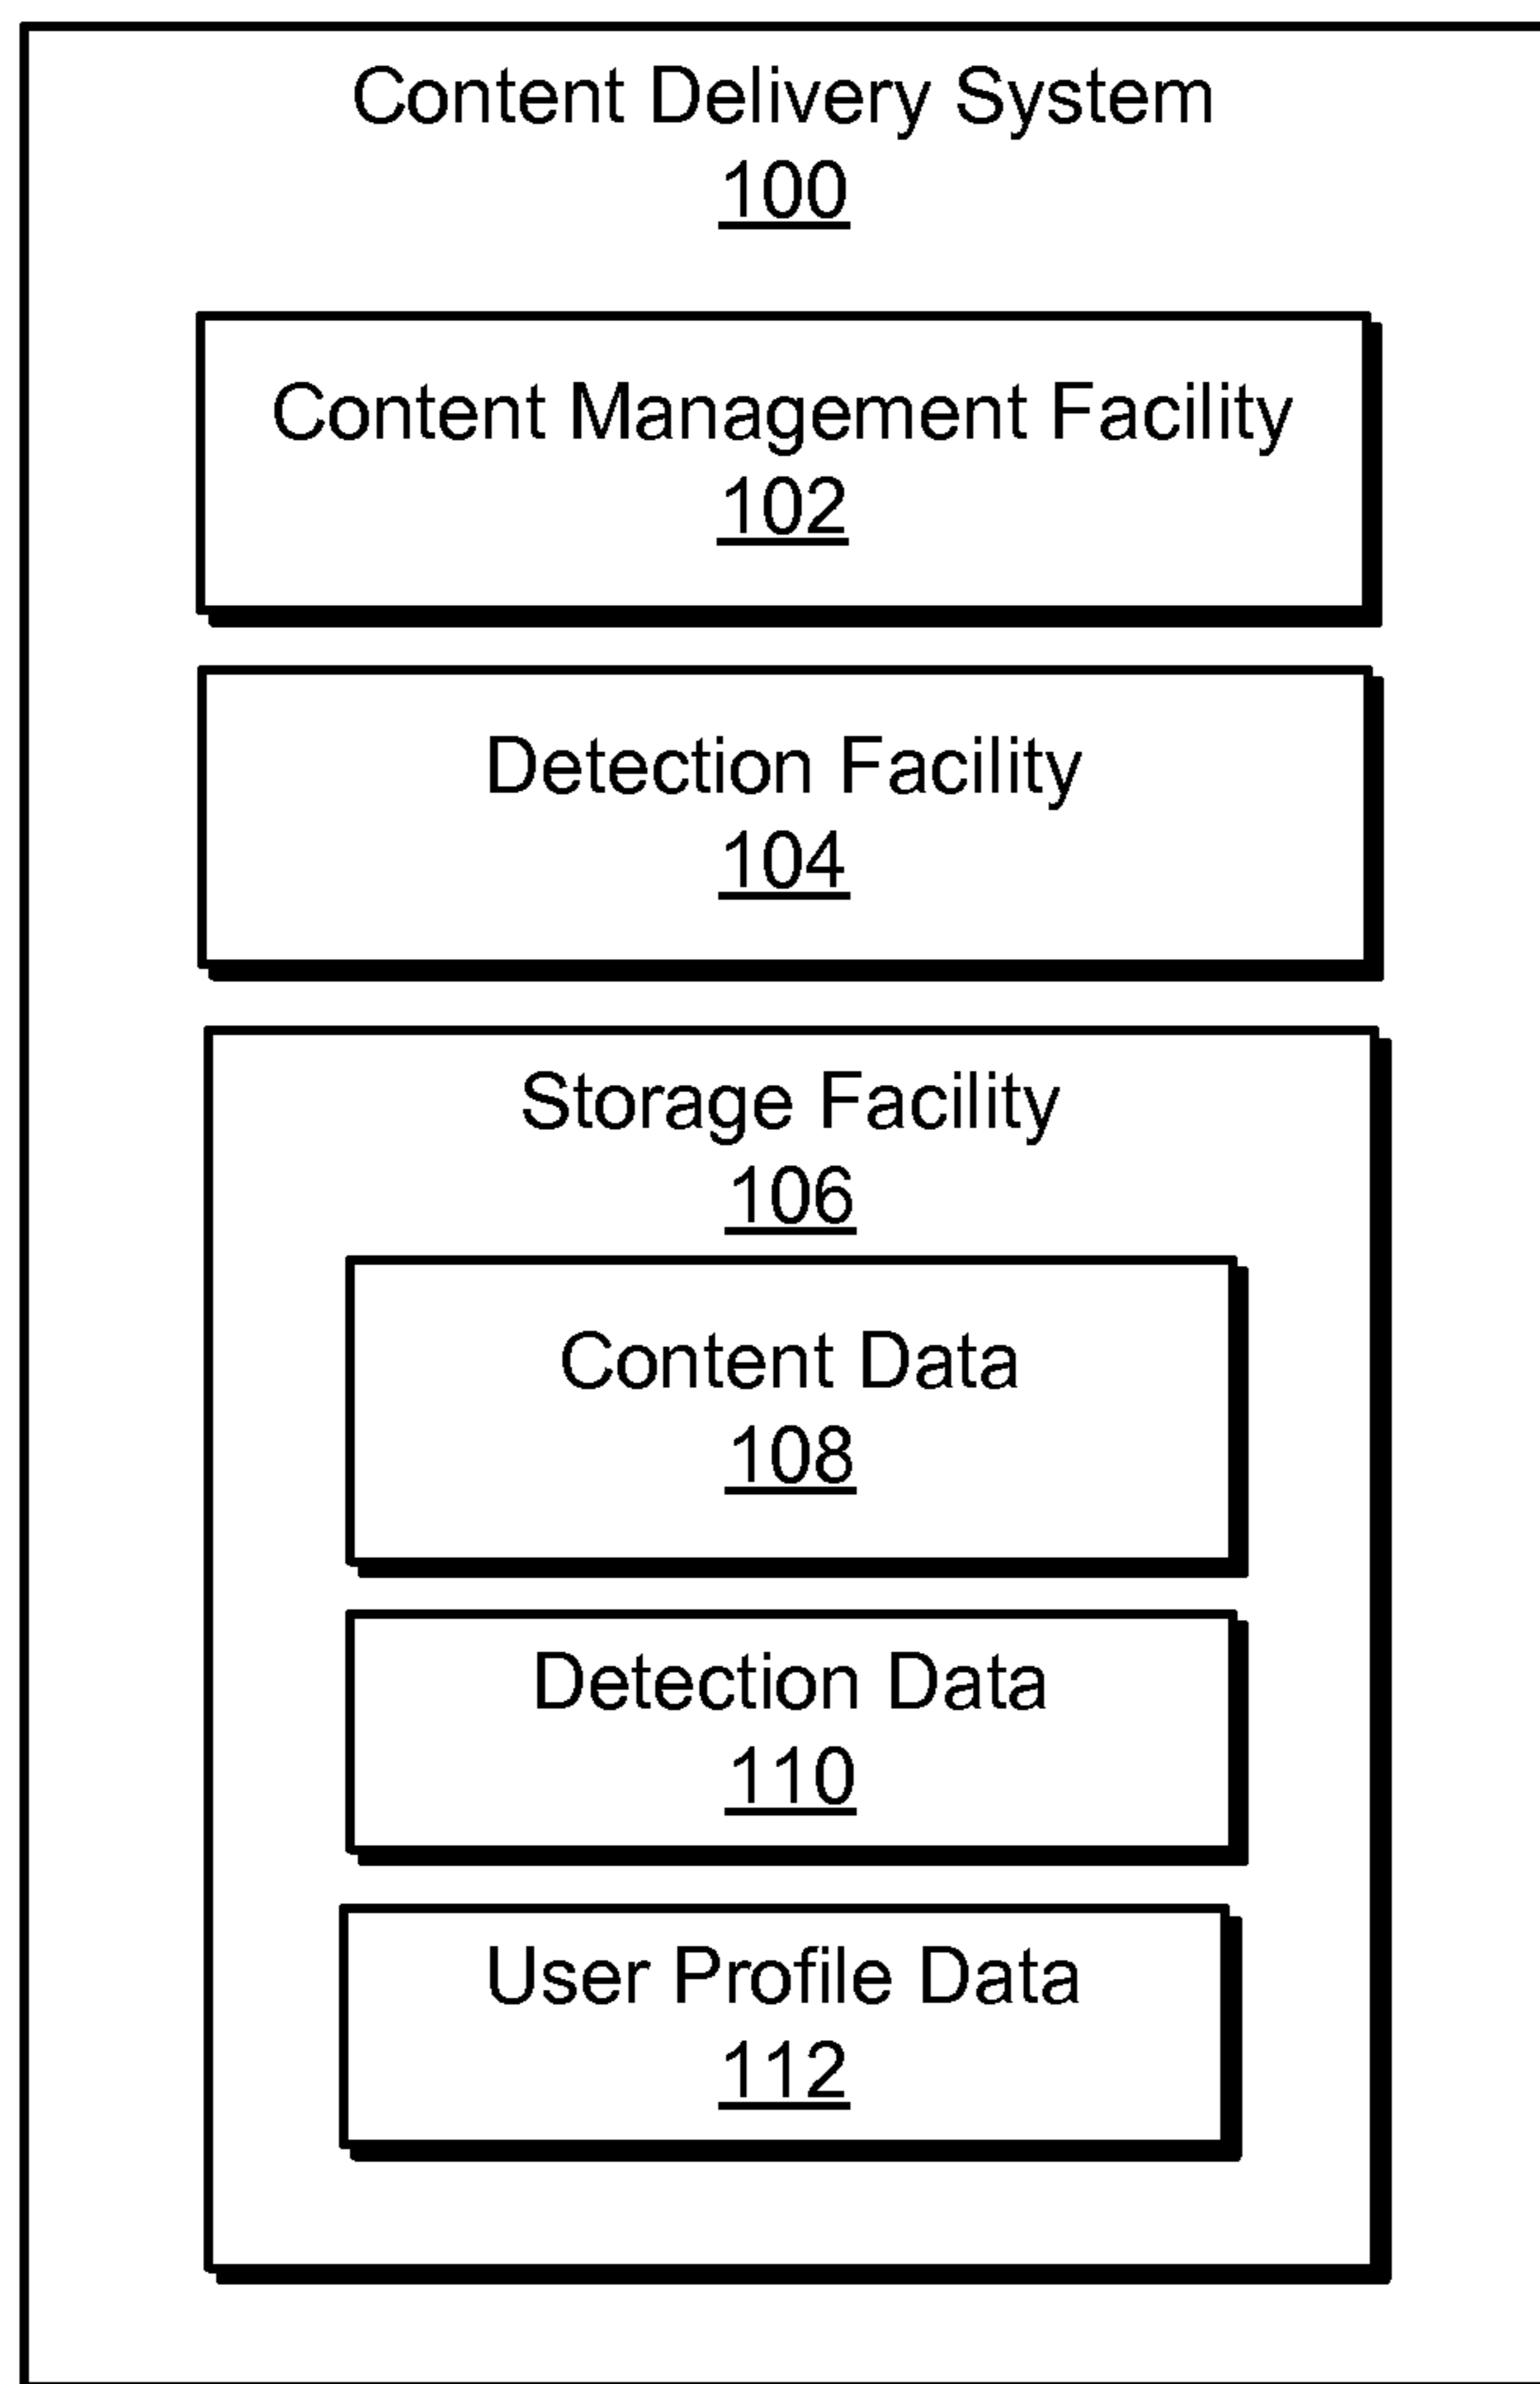 Content Delivery System
100
Content Management Facility
102
Detection Facility
104
Storage Facility
106
Content Data
108
Detection Data
110
User Profile Data
112